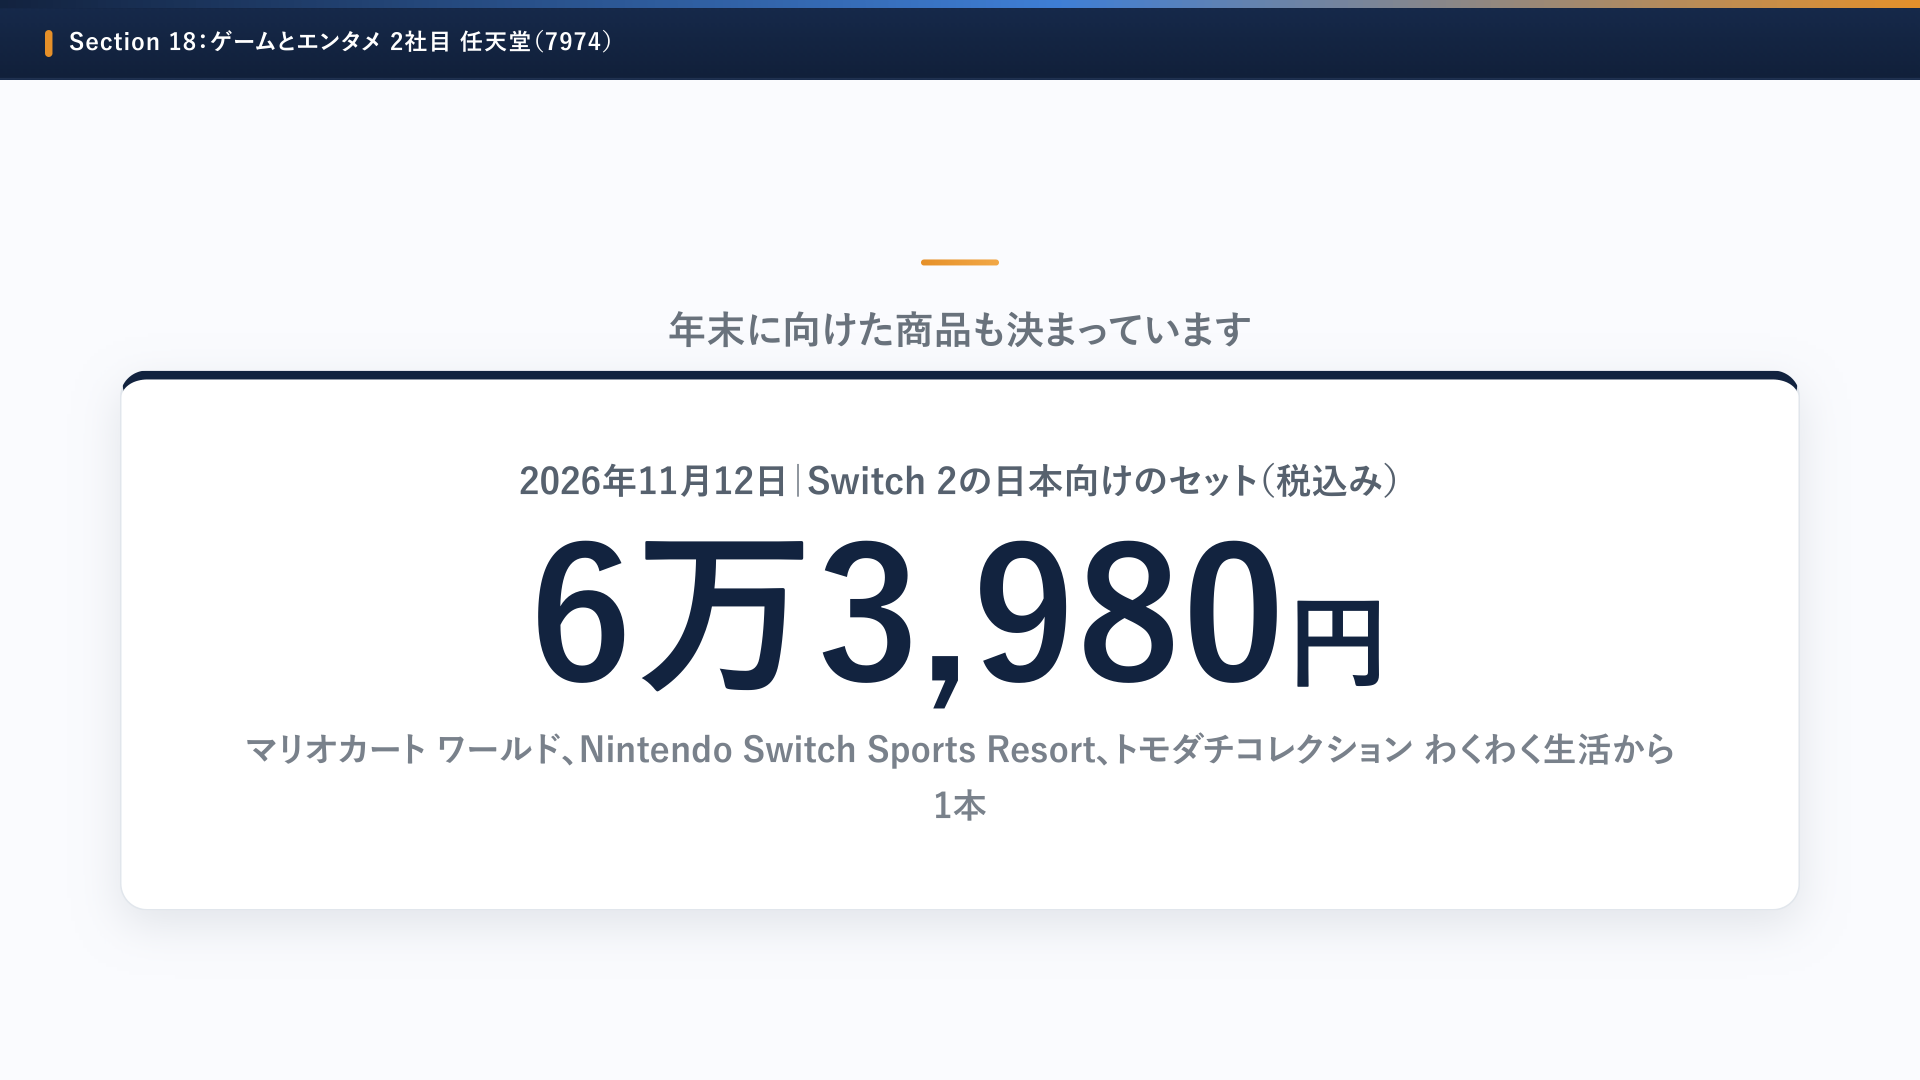 Section 18：ゲームとエンタメ 2社目 任天堂（7974）
年末に向けた商品も決まっています
2026年11月12日｜Switch 2の日本向けのセット（税込み）
6万3,980円
マリオカート ワールド、Nintendo Switch Sports Resort、トモダチコレクション わくわく生活から
1本